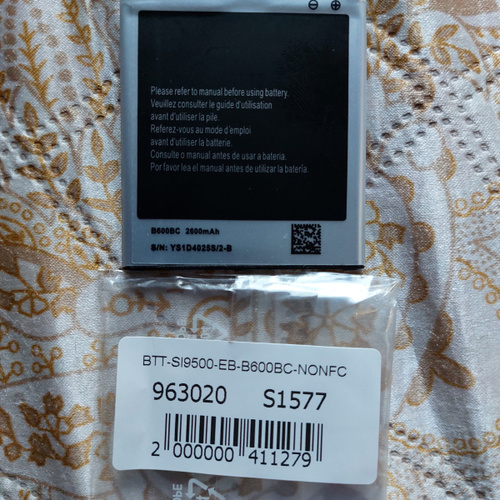 ⊖ ⊕
Please refer to manual before using battery.
Veuillez consulter le guide d'utilisation
avant d'utiliser la pile.
Referez-vous au mode d'emploi
avant d'utiliser la batterie.
Consulte o manual antes de usar a bateria.
Por favor lea el manual antes de utilizar la bateria.
B600BC 2600mAh
S/N: YS1D4025S/2-B
BTT-SI9500-EB-B600BC-NONFC
963020 S1577
2 000000 411279